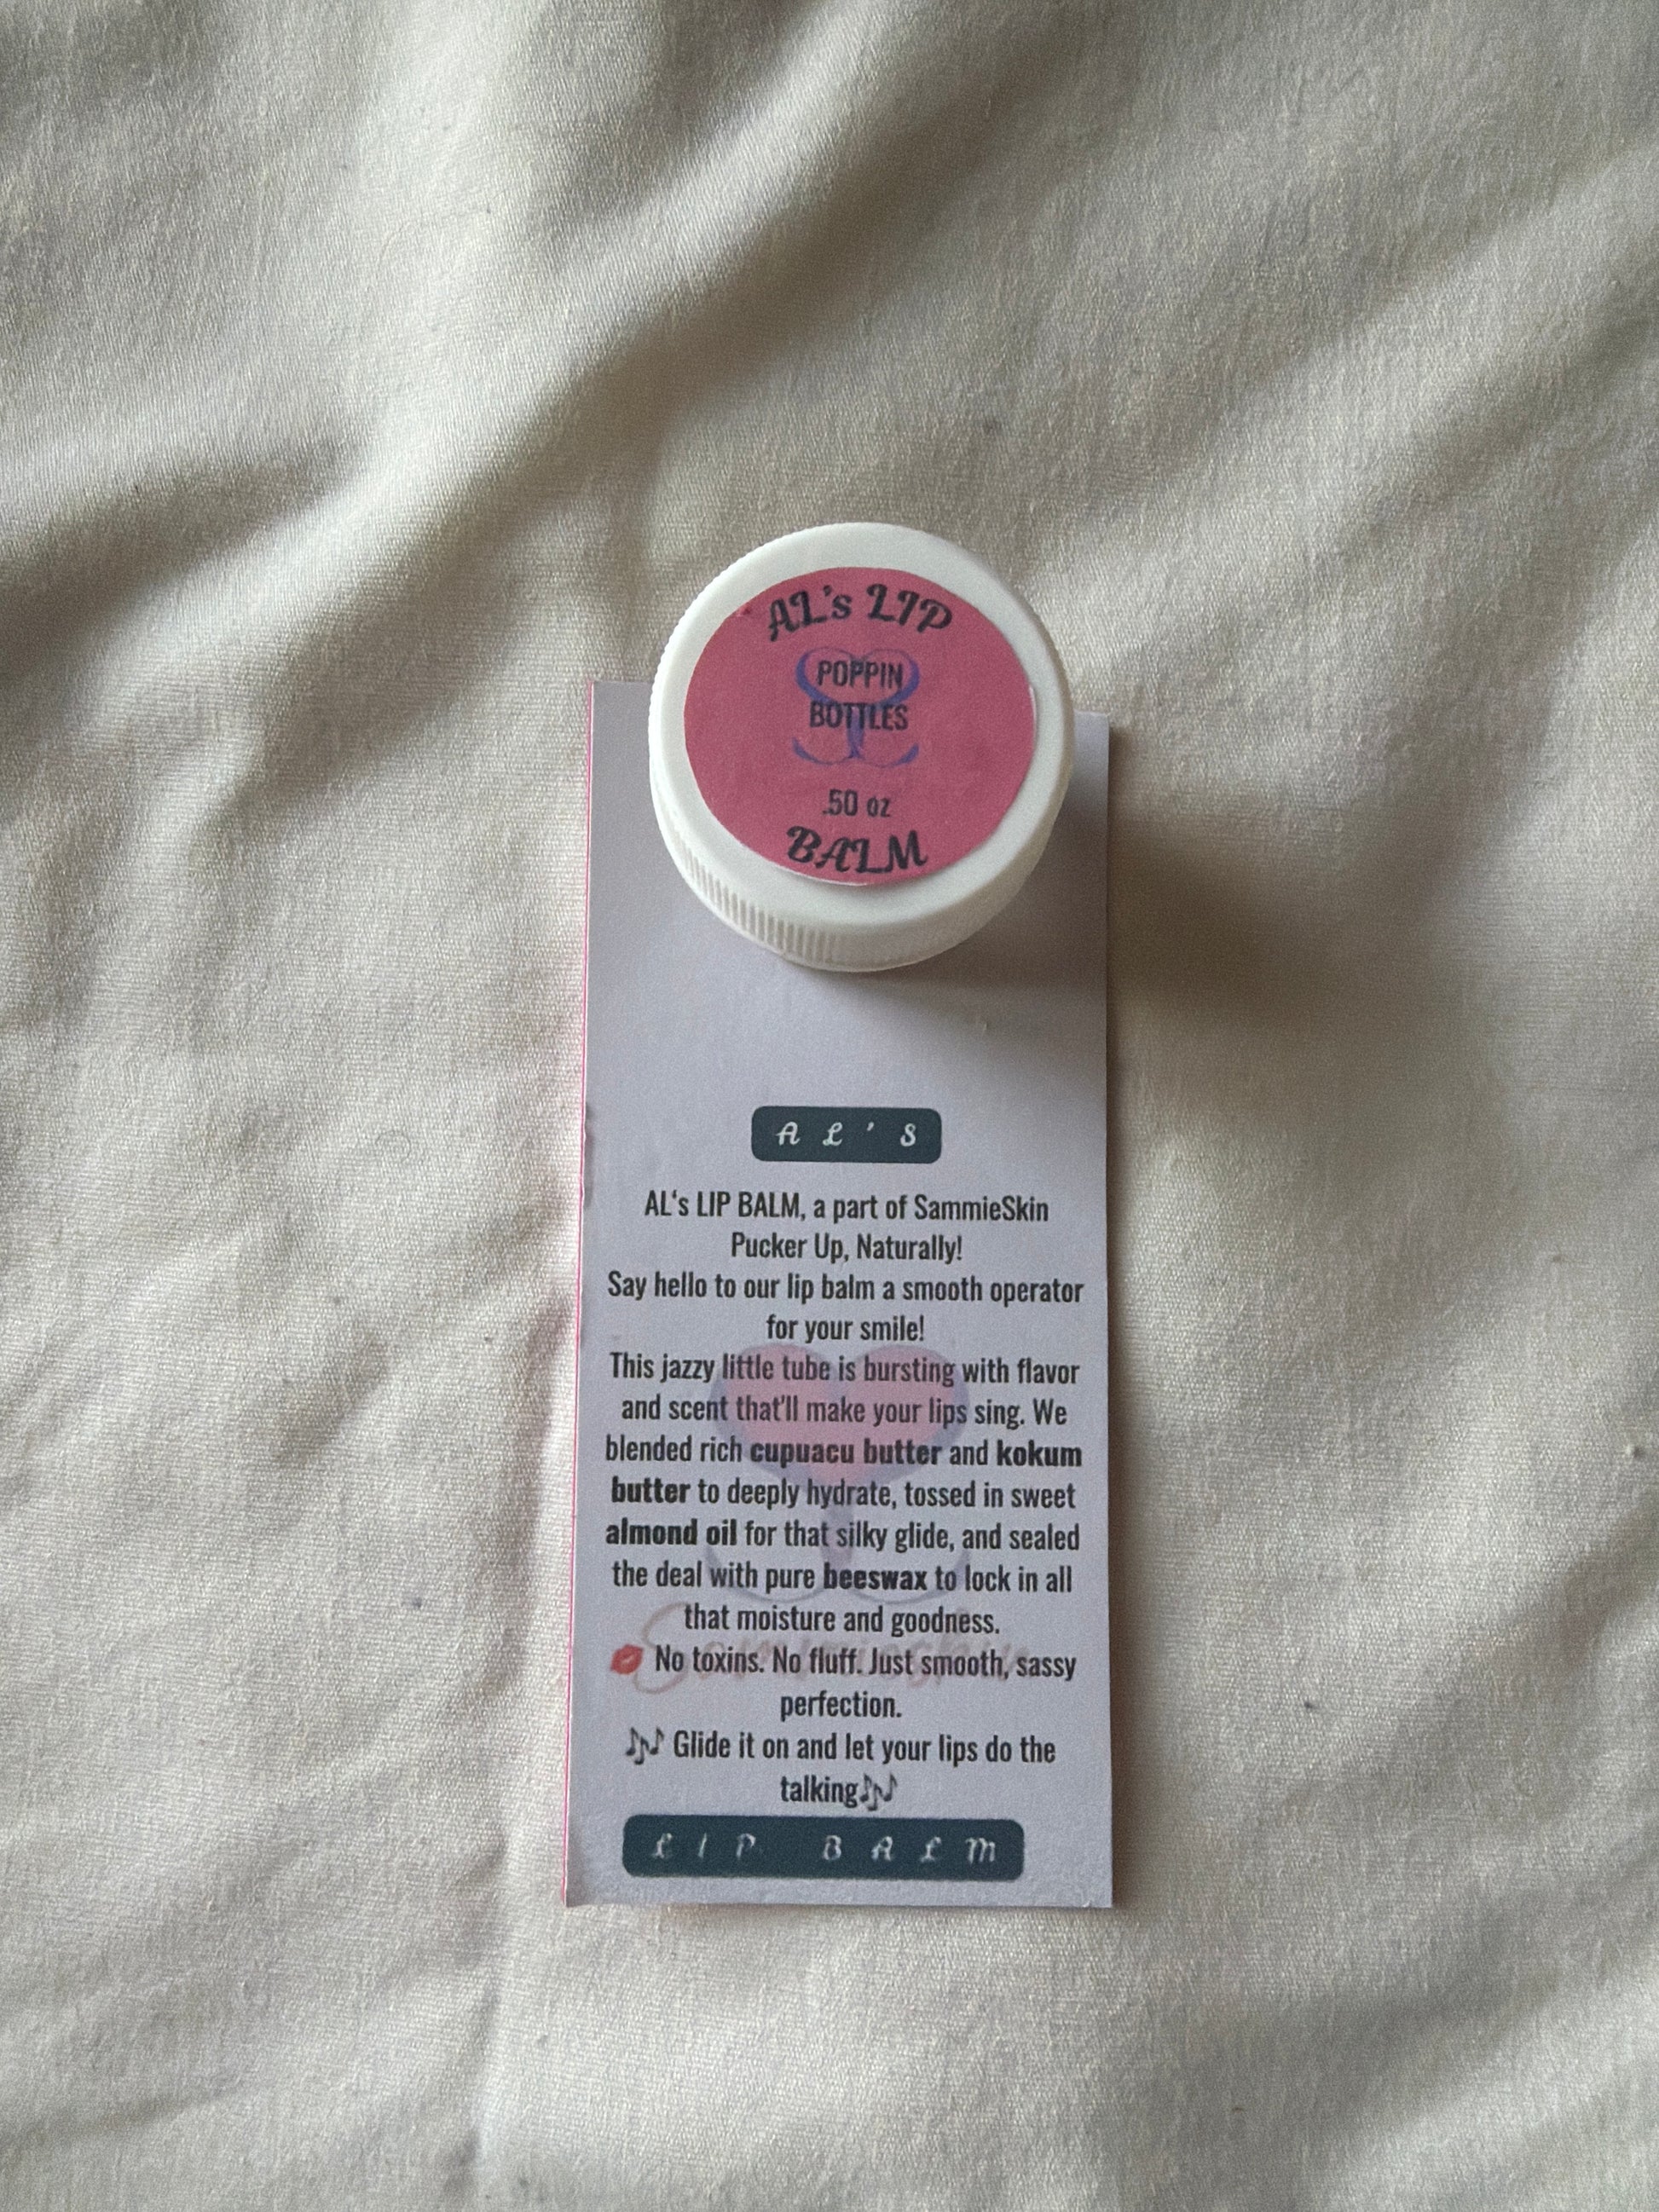 AL's LIP
POPPIN
BOTTLES
.50 oz
BALM
AL'S
AL's LIP BALM, a part of SammieSkin
Pucker Up, Naturally!
Say hello to our lip balm a smooth operator
for your smile!
This jazzy little tube is bursting with flavor
and scent that'll make your lips sing. We
blended rich cupuacu butter and kokum
butter to deeply hydrate, tossed in sweet
almond oil for that silky glide, and sealed
the deal with pure beeswax to lock in all
that moisture and goodness.
💋 No toxins. No fluff. Just smooth, sassy
perfection.
🎶 Glide it on and let your lips do the
talking🎶
LIP BALM